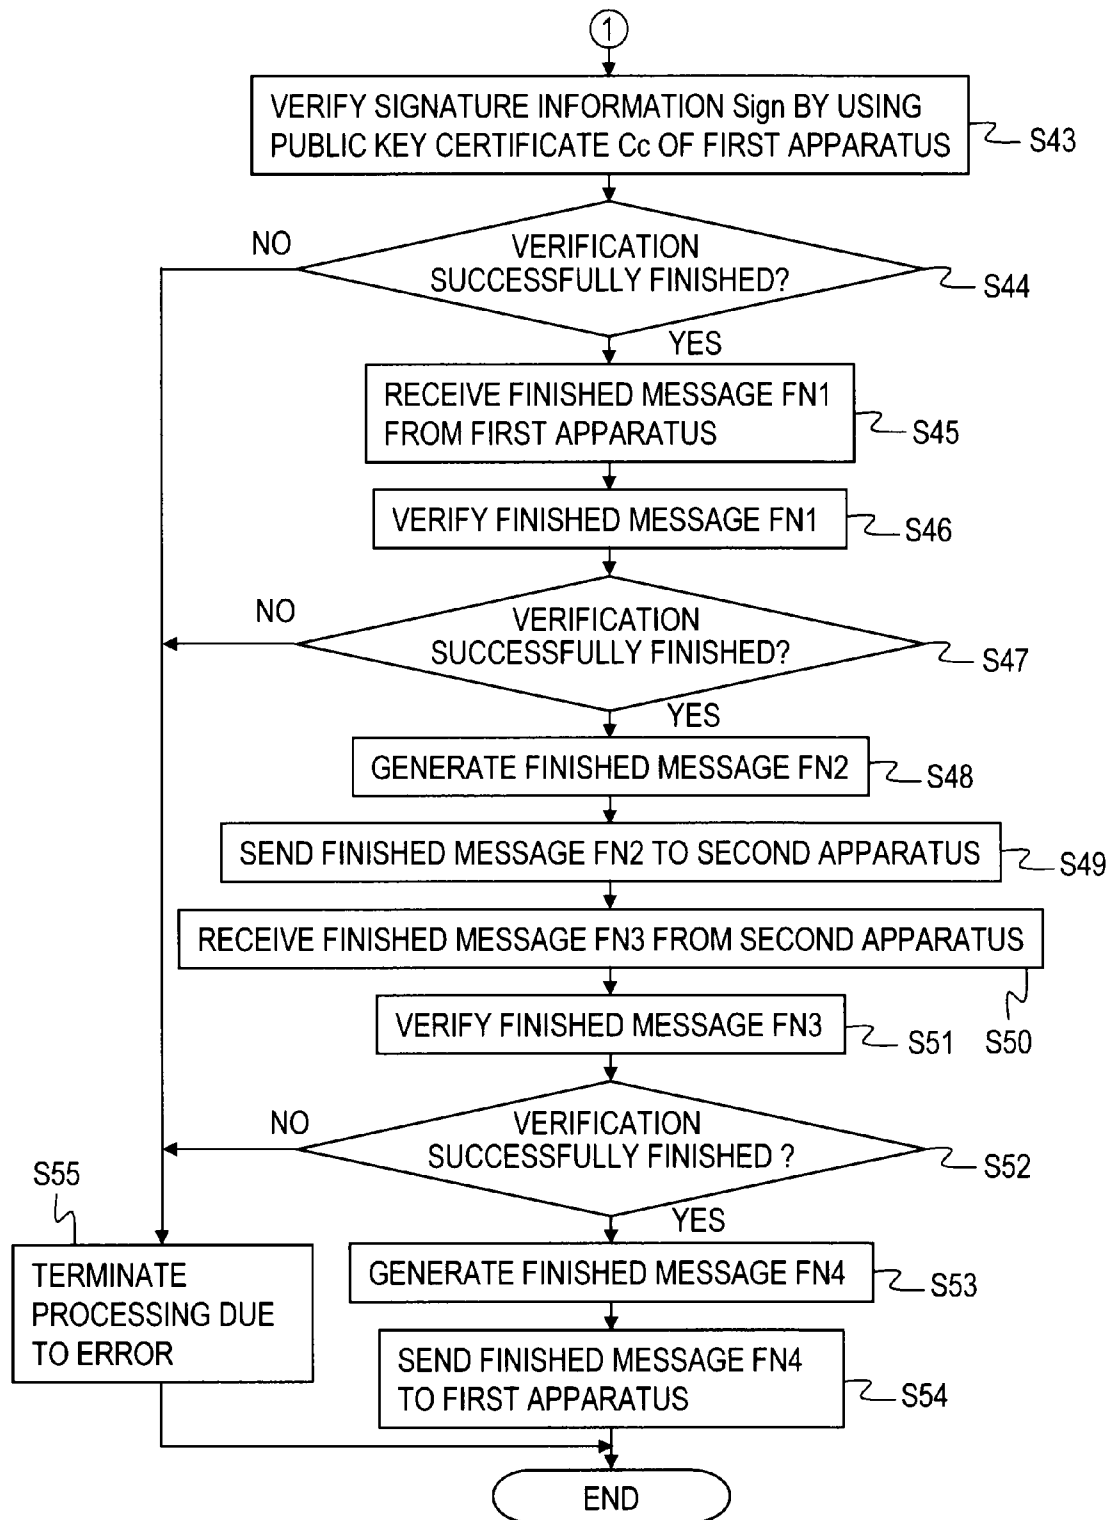 1
VERIFY SIGNATURE INFORMATION Sign BY USING
PUBLIC KEY CERTIFICATE Cc OF FIRST APPARATUS
S43
NO
VERIFICATION
SUCCESSFULLY FINISHED?
S44
YES
RECEIVE FINISHED MESSAGE FN1
FROM FIRST APPARATUS
S45
VERIFY FINISHED MESSAGE FN1
S46
NO
VERIFICATION
SUCCESSFULLY FINISHED?
S47
YES
GENERATE FINISHED MESSAGE FN2
S48
SEND FINISHED MESSAGE FN2 TO SECOND APPARATUS
S49
RECEIVE FINISHED MESSAGE FN3 FROM SECOND APPARATUS
S50
VERIFY FINISHED MESSAGE FN3
S51
NO
VERIFICATION
SUCCESSFULLY FINISHED ?
S52
YES
S55
TERMINATE
PROCESSING DUE
TO ERROR
GENERATE FINISHED MESSAGE FN4
S53
SEND FINISHED MESSAGE FN4
TO FIRST APPARATUS
S54
END